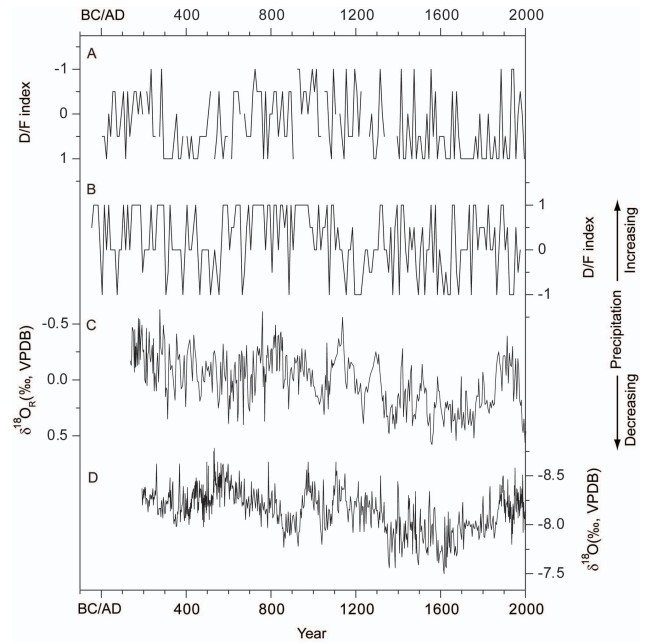 BC/AD 400 800 1200 1600 2000
A
-1
0
1
D/F index
B
1
0
-1
D/F index
C
-0.5
0.0
0.5
δ18OR(‰, VPDB)
D
-8.5
-8.0
-7.5
δ18O(‰, VPDB)
Increasing
Precipitation
Decreasing
BC/AD 400 800 1200 1600 2000
Year